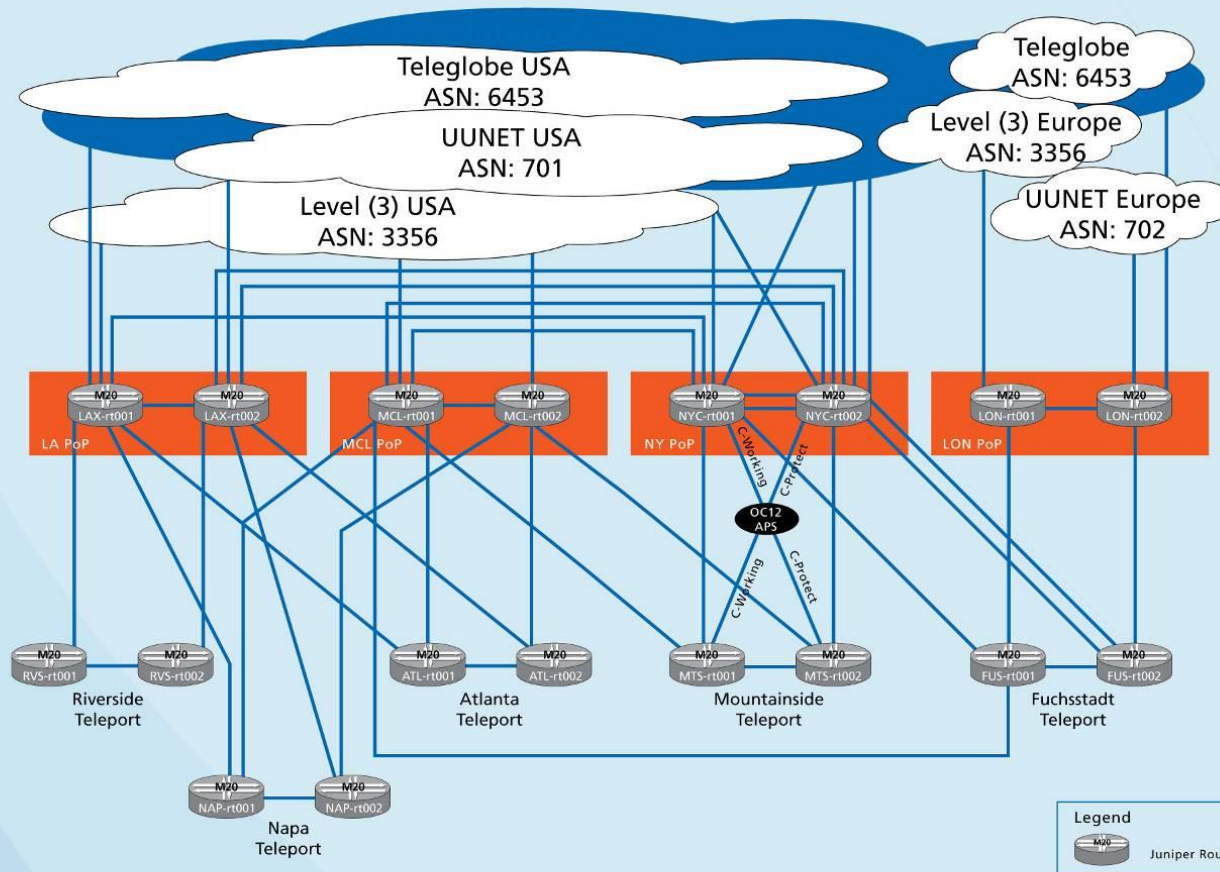 Teleglobe USA
ASN: 6453
Teleglobe
ASN: 6453
UUNET USA
ASN: 701
Level (3) Europe
ASN: 3356
Level (3) USA
ASN: 3356
UUNET Europe
ASN: 702
M20
LAX-rt001
M20
LAX-rt002
LA PoP
M20
MCL-rt001
M20
MCL-rt002
MCL PoP
M20
NYC-rt001
M20
NYC-rt002
NY PoP
M20
LON-rt001
M20
LON-rt002
LON PoP
C-Working
C-Protect
OC12
APS
C-Working
C-Protect
M20
RVS-rt001
M20
RVS-rt002
Riverside
Teleport
M20
ATL-rt001
M20
ATL-rt002
Atlanta
Teleport
M20
MTS-rt001
M20
MTS-rt002
Mountainside
Teleport
M20
FUS-rt001
M20
FUS-rt002
Fuchsstadt
Teleport
M20
NAP-rt001
M20
NAP-rt002
Napa
Teleport
Legend
M20
Juniper Rou